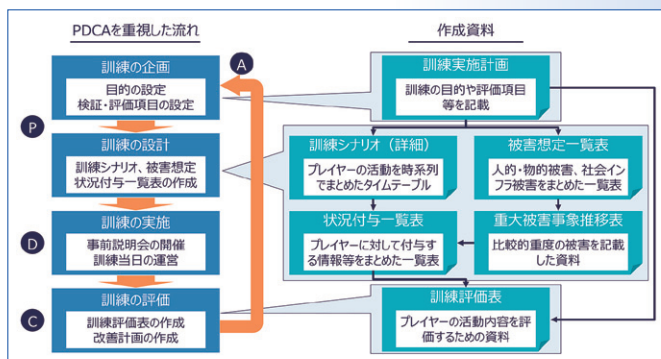 PDCAを重視した流れ
作成資料
A
訓練の企画
目的の設定
検証・評価項目の設定
P
訓練の設計
訓練シナリオ、被害想定
状況付与一覧表の作成
D
訓練の実施
事前説明会の開催
訓練当日の運営
C
訓練の評価
訓練評価表の作成
改善計画の作成
訓練実施計画
訓練の目的や評価項目
等を記載
訓練シナリオ（詳細）
プレイヤーの活動を時系列
でまとめたタイムテーブル
被害想定一覧表
人的・物的被害、社会イン
フラ被害をまとめた一覧表
状況付与一覧表
プレイヤーに対して付与す
る情報等をまとめた一覧表
重大被害事象推移表
比較的重度の被害を記載
した資料
訓練評価表
プレイヤーの活動内容を評
価するための資料